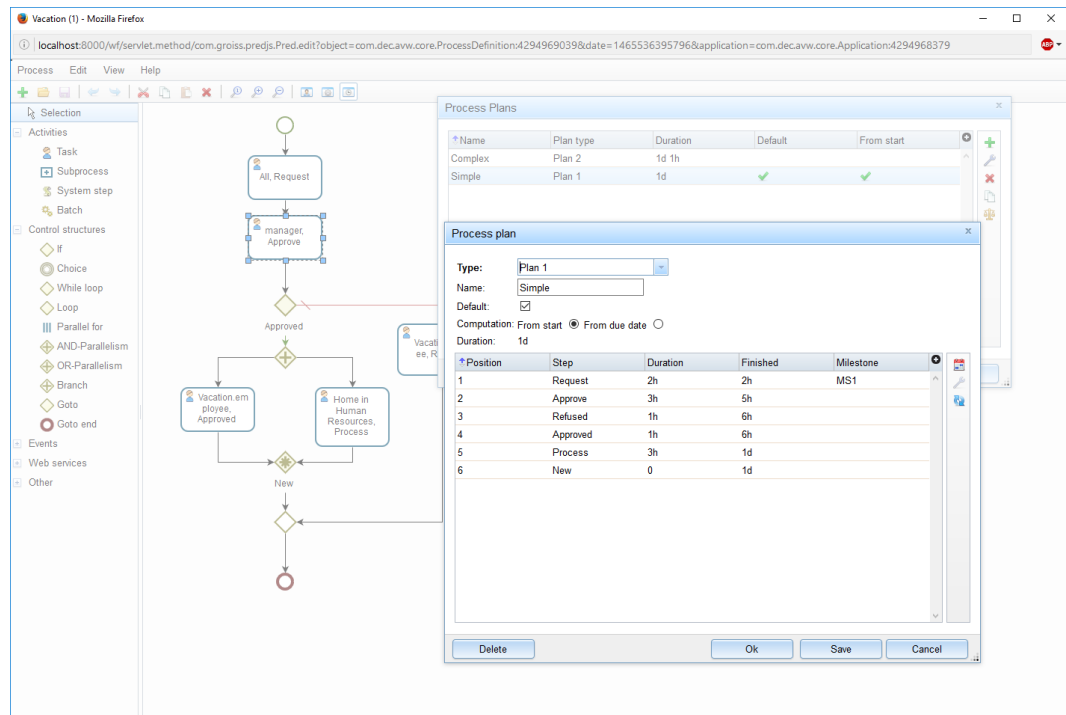 Vacation (1) - Mozilla Firefox
localhost:8000/wf/servlet.method/com.groiss.predjs.Pred.edit?object=com.dec.avw.core.ProcessDefinition:4294969039&date=1465536395796&application=com.dec.avw.core.Application:4294968379
ABP
Process Edit View Help
Selection
Activities
Task
Subprocess
System step
Batch
Control structures
If
Choice
While loop
Loop
Parallel for
AND-Parallelism
OR-Parallelism
Branch
Goto
Goto end
Events
Web services
Other
All, Request
manager,
Approve
Approved
Vacation.em
ployee,
Approved
Home in
Human
Resources,
Process
New
Vacati
ee, R
Process Plans
Name Plan type Duration Default From start
Complex Plan 2 1d 1h
Simple Plan 1 1d
Process plan
Type: Plan 1
Name: Simple
Default:
Computation: From start From due date
Duration: 1d
Position Step Duration Finished Milestone
1 Request 2h 2h MS1
2 Approve 3h 5h
3 Refused 1h 6h
4 Approved 1h 6h
5 Process 3h 1d
6 New 0 1d
Delete Ok Save Cancel